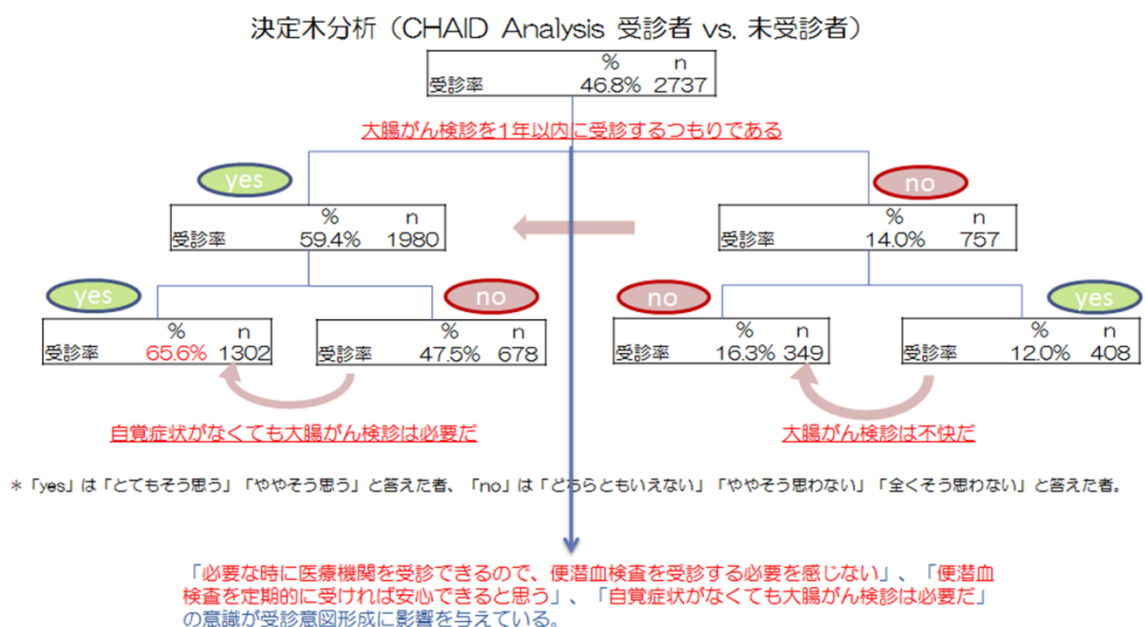 決定木分析（CHAID Analysis 受診者 vs. 未受診者）
% n
受診率 46.8% 2737
大腸がん検診を1年以内に受診するつもりである
yes
no
% n
受診率 59.4% 1980
% n
受診率 14.0% 757
yes
no
no
yes
% n
受診率 65.6% 1302
% n
受診率 47.5% 678
% n
受診率 16.3% 349
% n
受診率 12.0% 408
自覚症状がなくても大腸がん検診は必要だ
大腸がん検診は不快だ
＊「yes」は「とてもそう思う」「ややそう思う」と答えた者、「no」は「どちらともいえない」「ややそう思わない」「全くそう思わない」と答えた者。
「必要な時に医療機関を受診できるので、便潜血検査を受診する必要を感じない」、「便潜血
検査を定期的に受ければ安心できると思う」、「自覚症状がなくても大腸がん検診は必要だ」
の意識が受診意図形成に影響を与えている。